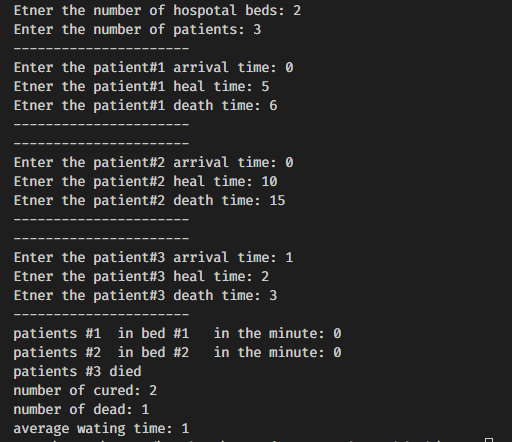 Etner the number of hospotal beds: 2
Enter the number of patients: 3
----------------------
Enter the patient#1 arrival time: 0
Etner the patient#1 heal time: 5
Etner the patient#1 death time: 6
----------------------
----------------------
Enter the patient#2 arrival time: 0
Etner the patient#2 heal time: 10
Etner the patient#2 death time: 15
----------------------
----------------------
Enter the patient#3 arrival time: 1
Etner the patient#3 heal time: 2
Etner the patient#3 death time: 3
----------------------
patients #1  in bed #1   in the minute: 0
patients #2  in bed #2   in the minute: 0
patients #3 died
number of cured: 2
number of dead: 1
average wating time: 1